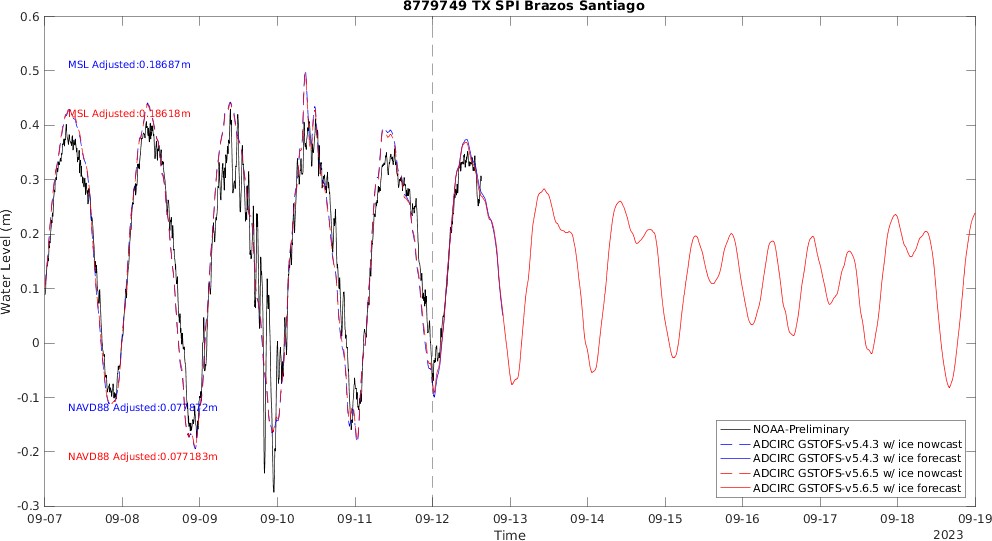 8779749 TX SPI Brazos Santiago
0.6
0.5
0.4
0.3
0.2
0.1
0
-0.1
-0.2
-0.3
Water Level (m)
MSL Adjusted:0.18687m
MSL Adjusted:0.18618m
NAVD88 Adjusted:0.077872m
NAVD88 Adjusted:0.077183m
NOAA-Preliminary
ADCIRC GSTOFS-v5.4.3 w/ ice nowcast
ADCIRC GSTOFS-v5.4.3 w/ ice forecast
ADCIRC GSTOFS-v5.6.5 w/ ice nowcast
ADCIRC GSTOFS-v5.6.5 w/ ice forecast
09-07 09-08 09-09 09-10 09-11 09-12 09-13 09-14 09-15 09-16 09-17 09-18 09-19
Time
2023